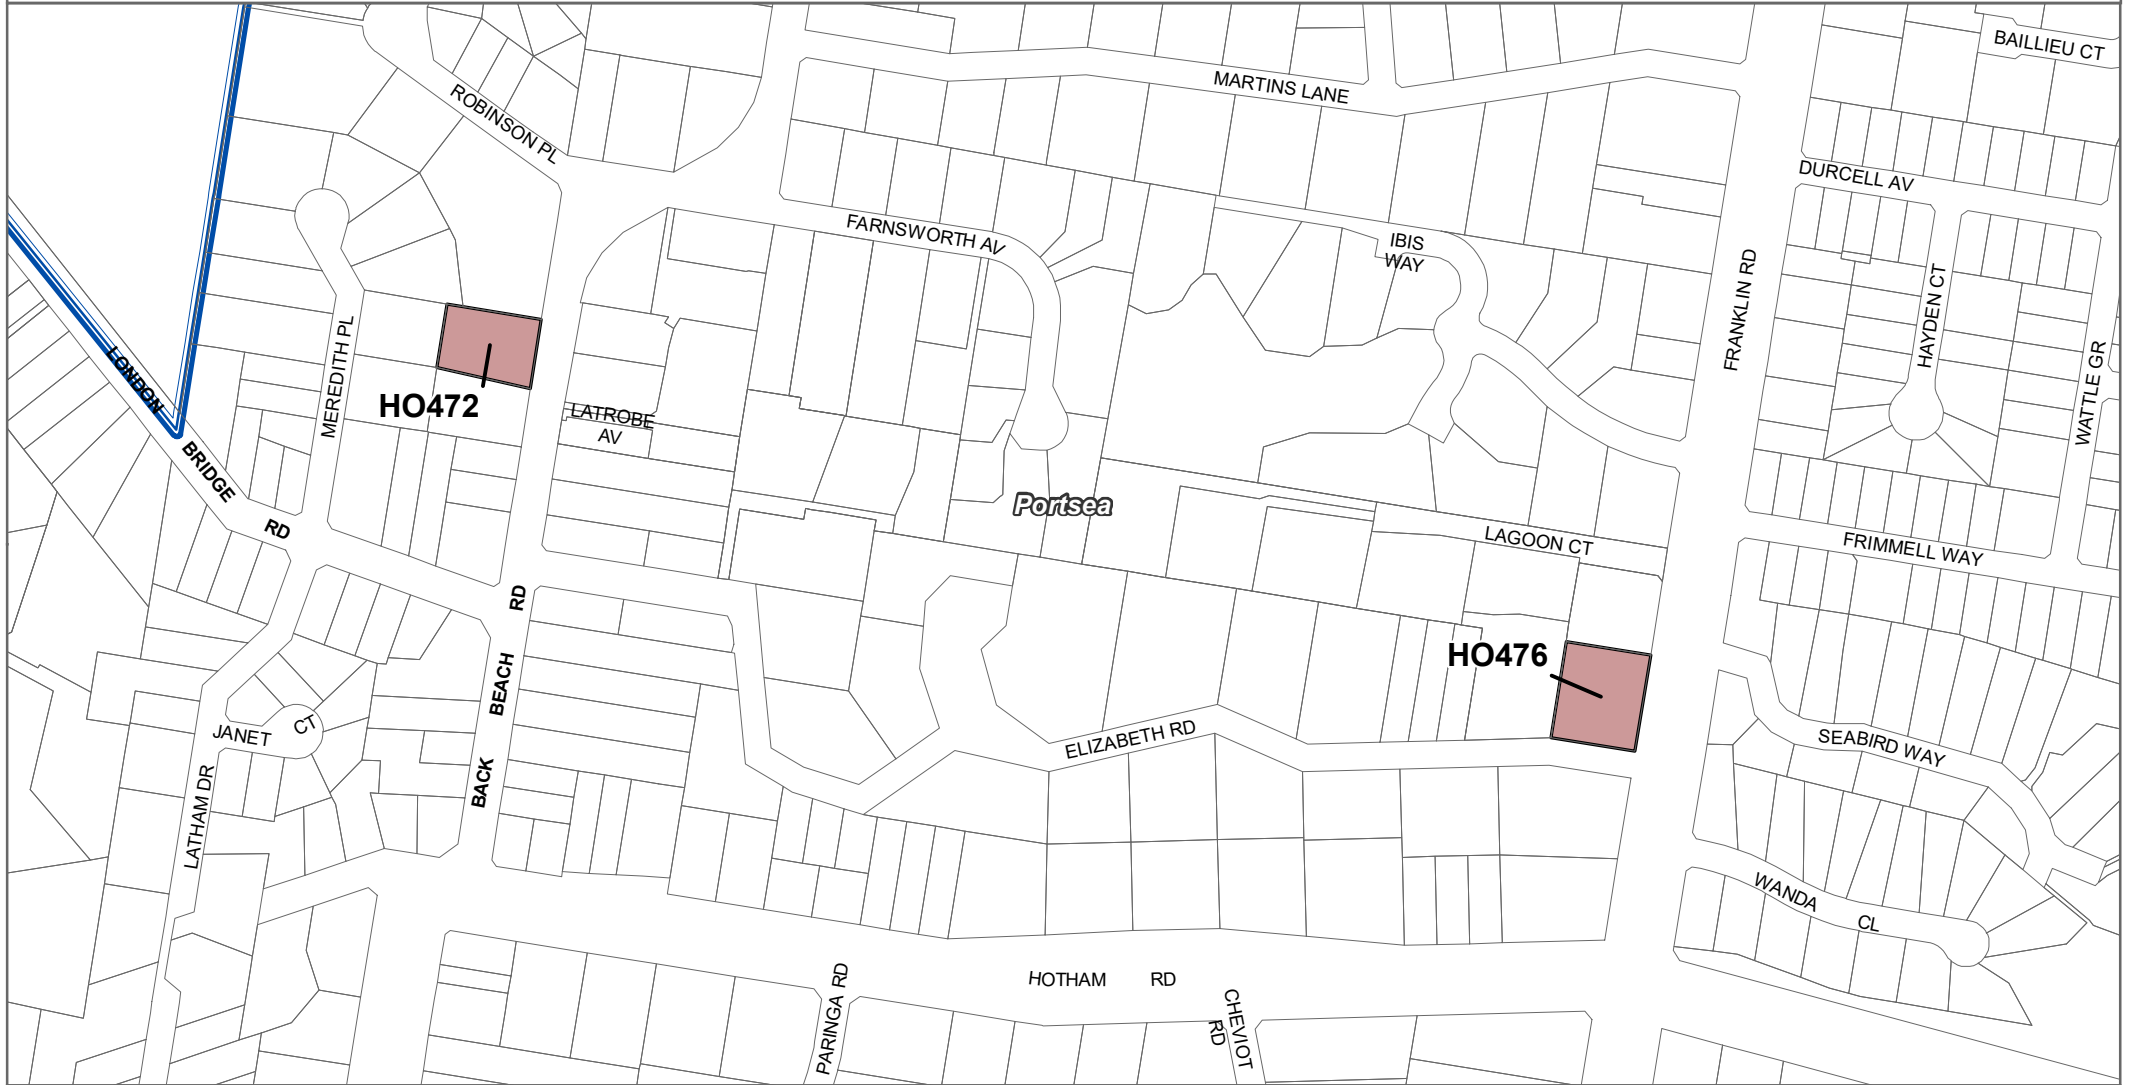 BAILLIEU CT
MARTINS LANE
ROBINSON PL
DURCELL AV
FARNSWORTH AV
IBIS
WAY
FRANKLIN RD
HAYDEN CT
MEREDITH PL
WATTLE GR
LONDON
BRIDGE
RD
HO472
LATROBE
AV
Portsea
LAGOON CT
FRIMMELL WAY
BACK BEACH RD
HO476
JANET CT
ELIZABETH RD
SEABIRD WAY
LATHAM DR
WANDA CL
HOTHAM RD
PARINGA RD
CHEVIOT
RD